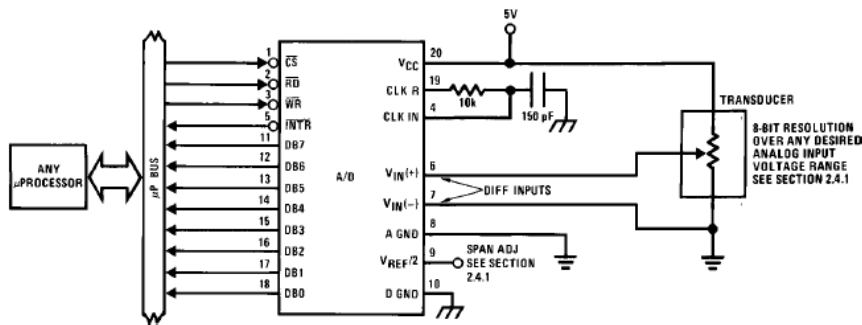 5V
1
CS
2
RD
3
WR
5
INTR
11
DB7
12
DB6
13
DB5
14
DB4
15
DB3
16
DB2
17
DB1
18
DB0
ANY
μPROCESSOR
μP BUS
A/D
20
VCC
19
CLK R
10k
4
CLK IN
150 pF
6
VIN(+)
DIFF INPUTS
7
VIN(−)
8
A GND
9
VREF/2
SPAN ADJ
SEE SECTION
2.4.1
10
D GND
TRANSDUCER
8-BIT RESOLUTION
OVER ANY DESIRED
ANALOG INPUT
VOLTAGE RANGE
SEE SECTION 2.4.1